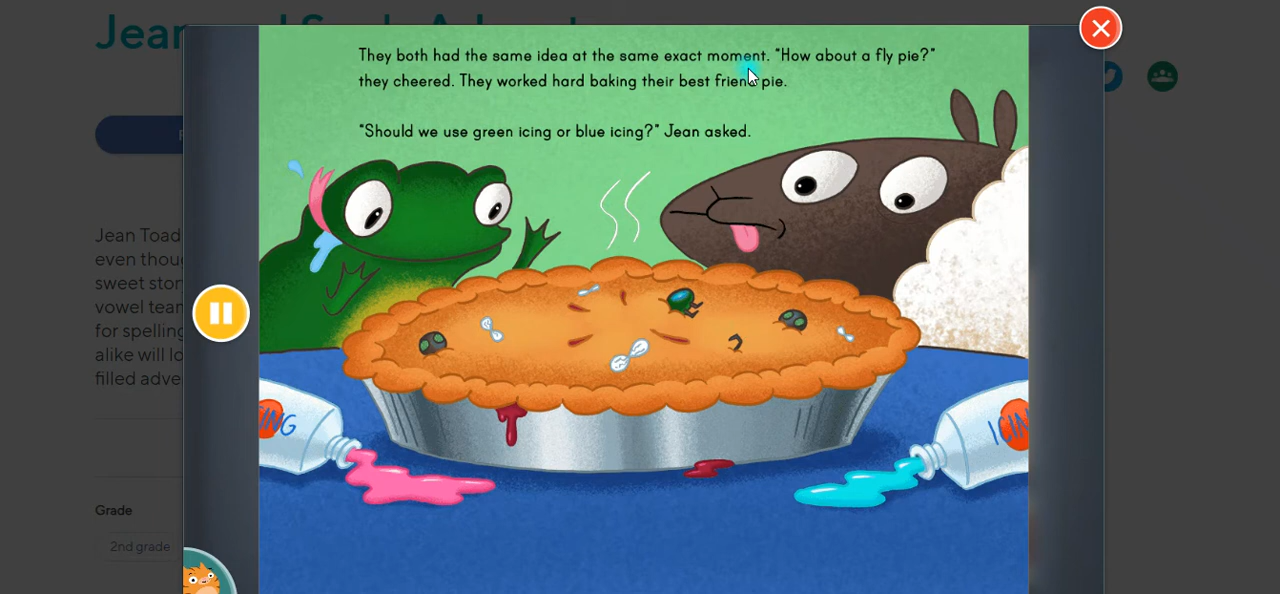 Jean
They both had the same idea at the same exact moment. "How about a fly pie?"
they cheered. They worked hard baking their best friend pie.
"Should we use green icing or blue icing?" Jean asked.
Jean Toad
even thou
sweet stor
vowel team
for spelling
alike will lo
filled adve
ING
ICIN
Grade
2nd grade